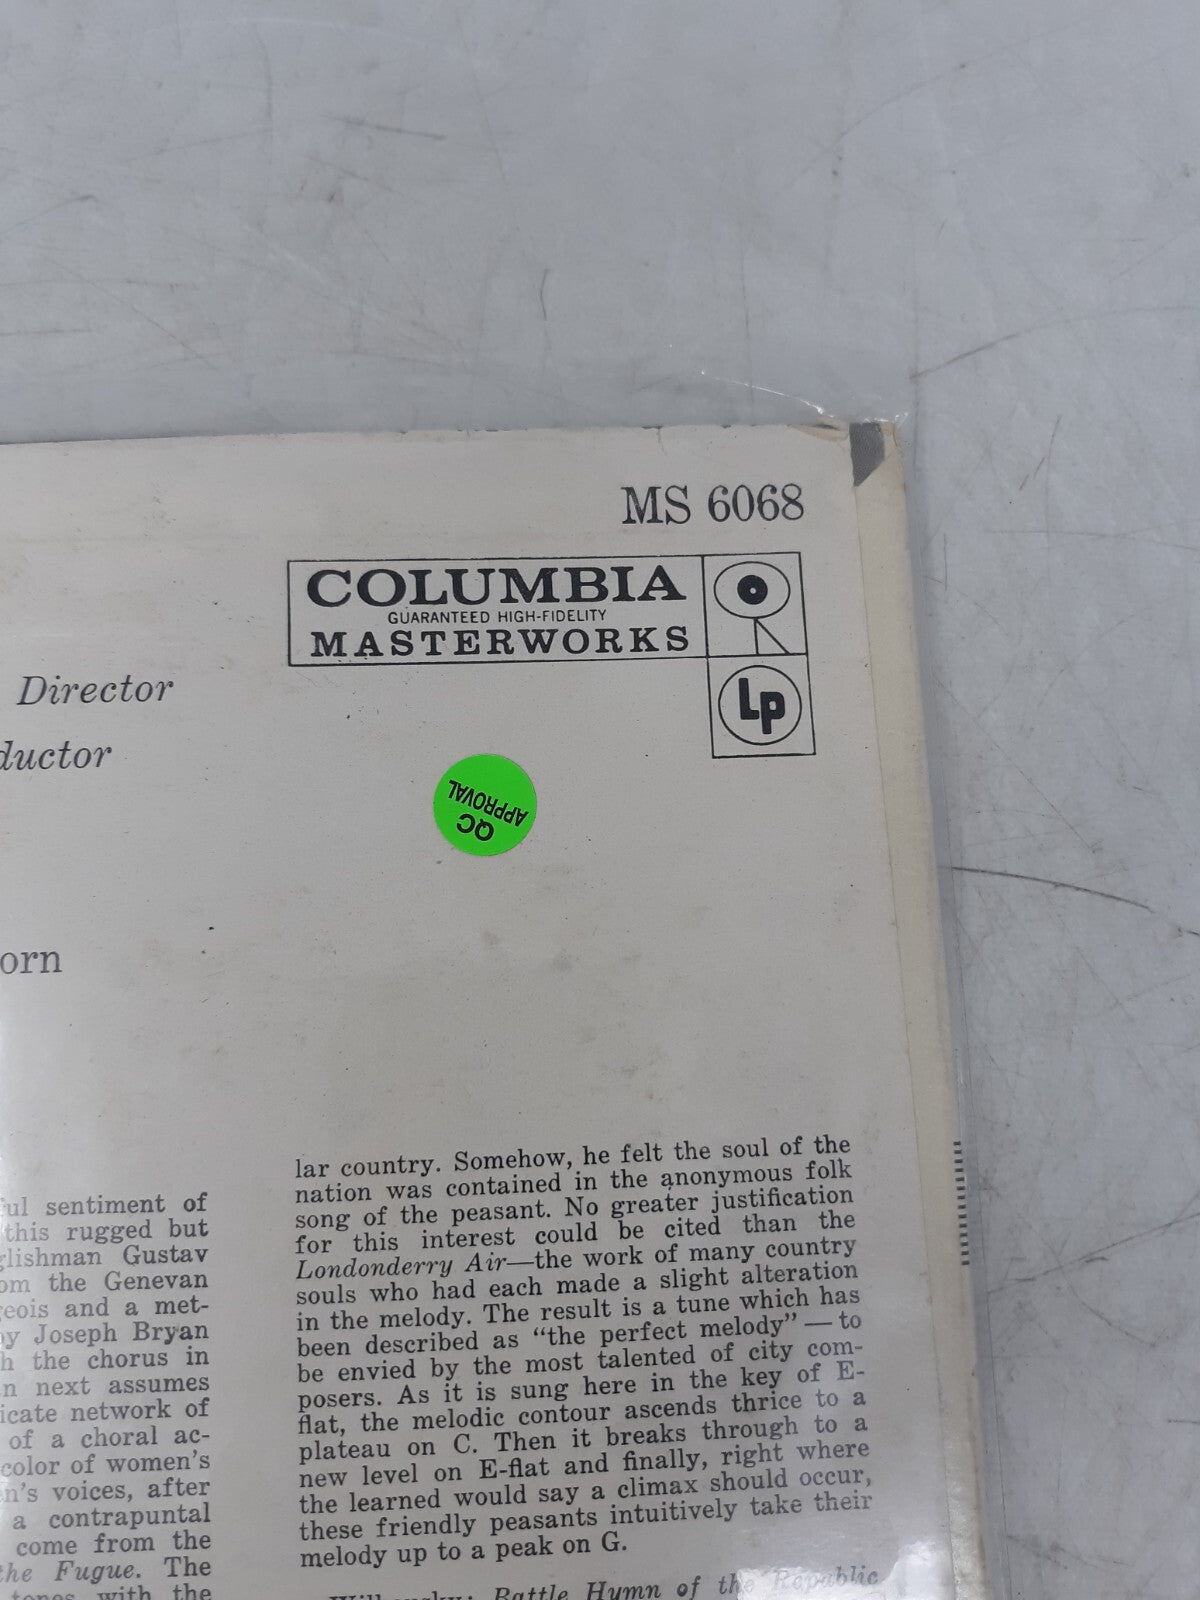 MS 6068
COLUMBIA
GUARANTEED HIGH-FIDELITY
MASTERWORKS
Lp
Director
ductor
QC
APPROVAL
orn
ful sentiment of
this rugged but
glishman Gustav
om the Genevan
geois and a met-
by Joseph Bryan
h the chorus in
n next assumes
icate network of
of a choral ac-
color of women's
n's voices, after
a contrapuntal
come from the
the Fugue. The
tones with the
lar country. Somehow, he felt the soul of the
nation was contained in the anonymous folk
song of the peasant. No greater justification
for this interest could be cited than the
Londonderry Air—the work of many country
souls who had each made a slight alteration
in the melody. The result is a tune which has
been described as "the perfect melody" — to
be envied by the most talented of city com-
posers. As it is sung here in the key of E-
flat, the melodic contour ascends thrice to a
plateau on C. Then it breaks through to a
new level on E-flat and finally, right where
the learned would say a climax should occur,
these friendly peasants intuitively take their
melody up to a peak on G.
Battle Hymn of the Republic